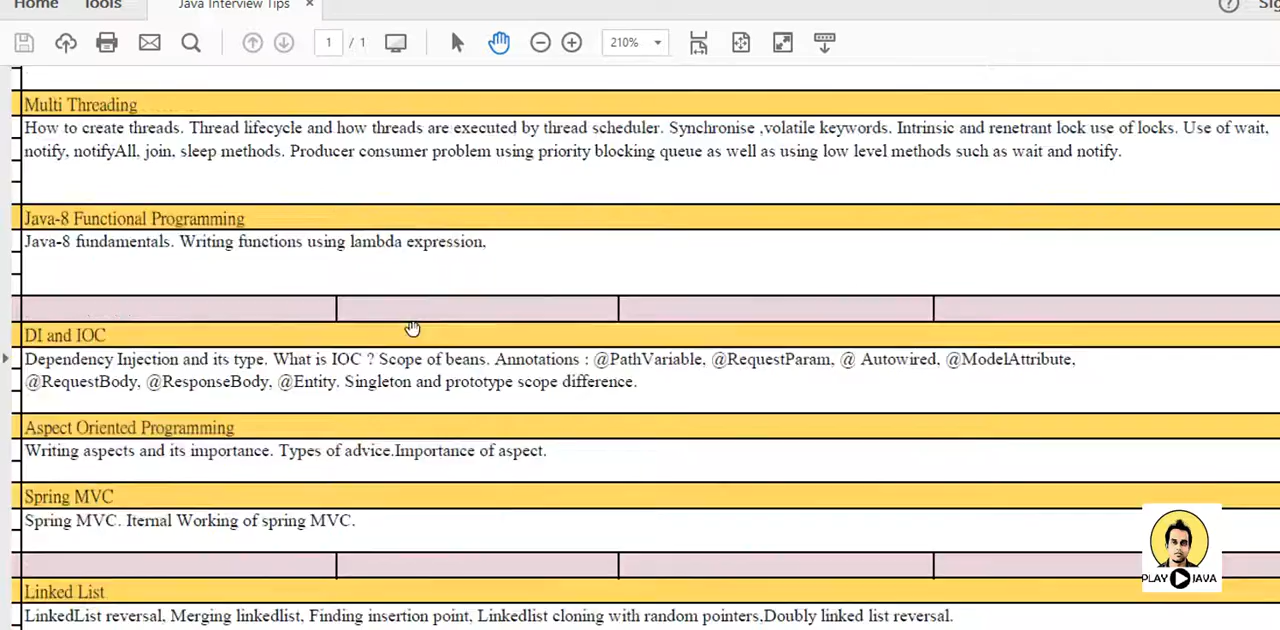 Home Tools Java Interview Tips ×
1 / 1 210%
Multi Threading
How to create threads. Thread lifecycle and how threads are executed by thread scheduler. Synchronise ,volatile keywords. Intrinsic and renetrant lock use of locks. Use of wait,
notify, notifyAll, join, sleep methods. Producer consumer problem using priority blocking queue as well as using low level methods such as wait and notify.
Java-8 Functional Programming
Java-8 fundamentals. Writing functions using lambda expression,
DI and IOC
Dependency Injection and its type. What is IOC ? Scope of beans. Annotations : @PathVariable, @RequestParam, @ Autowired, @ModelAttribute,
@RequestBody, @ResponseBody, @Entity. Singleton and prototype scope difference.
Aspect Oriented Programming
Writing aspects and its importance. Types of advice.Importance of aspect.
Spring MVC
Spring MVC. Iternal Working of spring MVC.
PLAY JAVA
Linked List
LinkedList reversal, Merging linkedlist, Finding insertion point, Linkedlist cloning with random pointers,Doubly linked list reversal.